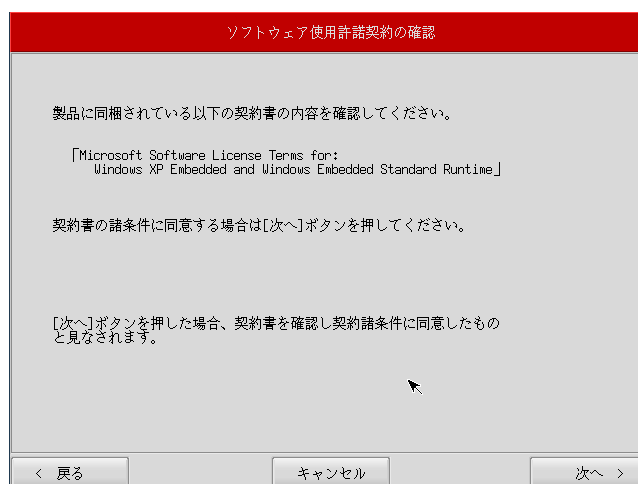 ソフトウェア使用許諾契約の確認
製品に同梱されている以下の契約書の内容を確認してください。
「Microsoft Software License Terms for:
Windows XP Embedded and Windows Embedded Standard Runtime」
契約書の諸条件に同意する場合は[次へ]ボタンを押してください。
[次へ]ボタンを押した場合、契約書を確認し契約諸条件に同意したもの
と見なされます。
< 戻る
キャンセル
次へ >